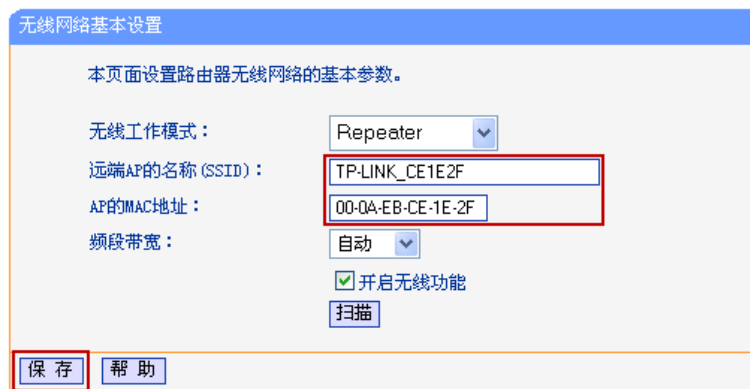 无线网络基本设置
本页面设置路由器无线网络的基本参数。
无线工作模式： Repeater
远端AP的名称(SSID)： TP-LINK_CE1E2F
AP的MAC地址： 00-0A-EB-CE-1E-2F
频段带宽： 自动
开启无线功能
扫描
保 存 帮 助